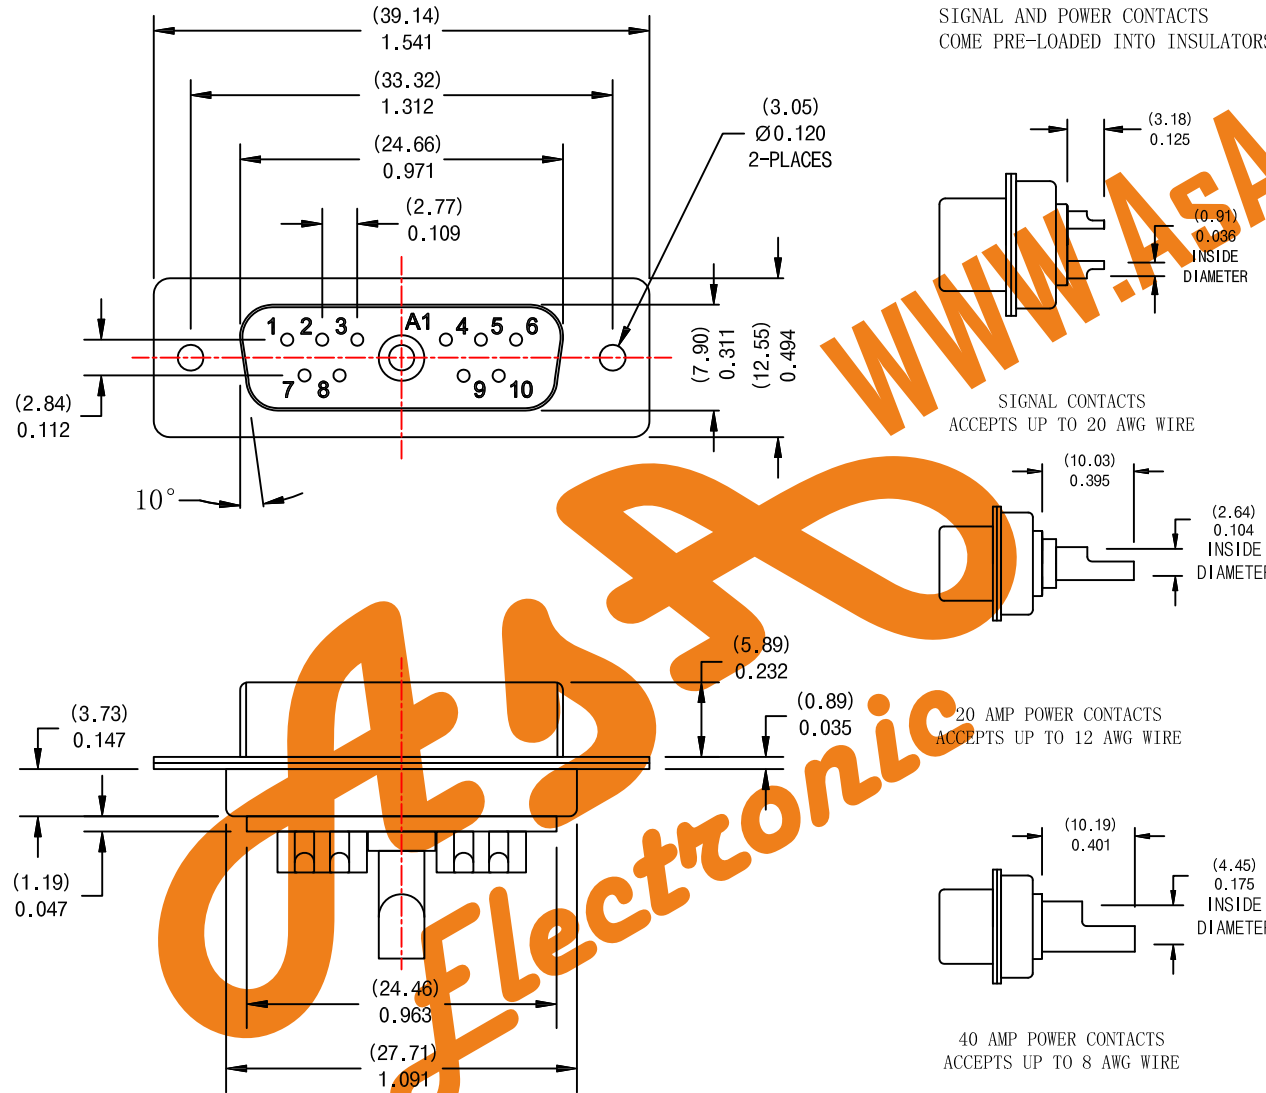 (39.14)
1.541
(33.32)
1.312
(24.66)
0.971
(2.77)
0.109
(3.05)
Ø0.120
2-PLACES
1 2 3 A1 4 5 6
7 8 9 10
(7.90)
0.311
(12.55)
0.494
(2.84)
0.112
10°
SIGNAL AND POWER CONTACTS
COME PRE-LOADED INTO INSULATORS
(3.18)
0.125
(0.91)
0.036
INSIDE
DIAMETER
SIGNAL CONTACTS
ACCEPTS UP TO 20 AWG WIRE
(10.03)
0.395
(2.64)
0.104
INSIDE
DIAMETER
20 AMP POWER CONTACTS
ACCEPTS UP TO 12 AWG WIRE
(5.89)
0.232
(0.89)
0.035
(3.73)
0.147
(1.19)
0.047
(24.46)
0.963
(27.71)
1.091
(10.19)
0.401
(4.45)
0.175
INSIDE
DIAMETER
40 AMP POWER CONTACTS
ACCEPTS UP TO 8 AWG WIRE
WWW.AsA
Electronic